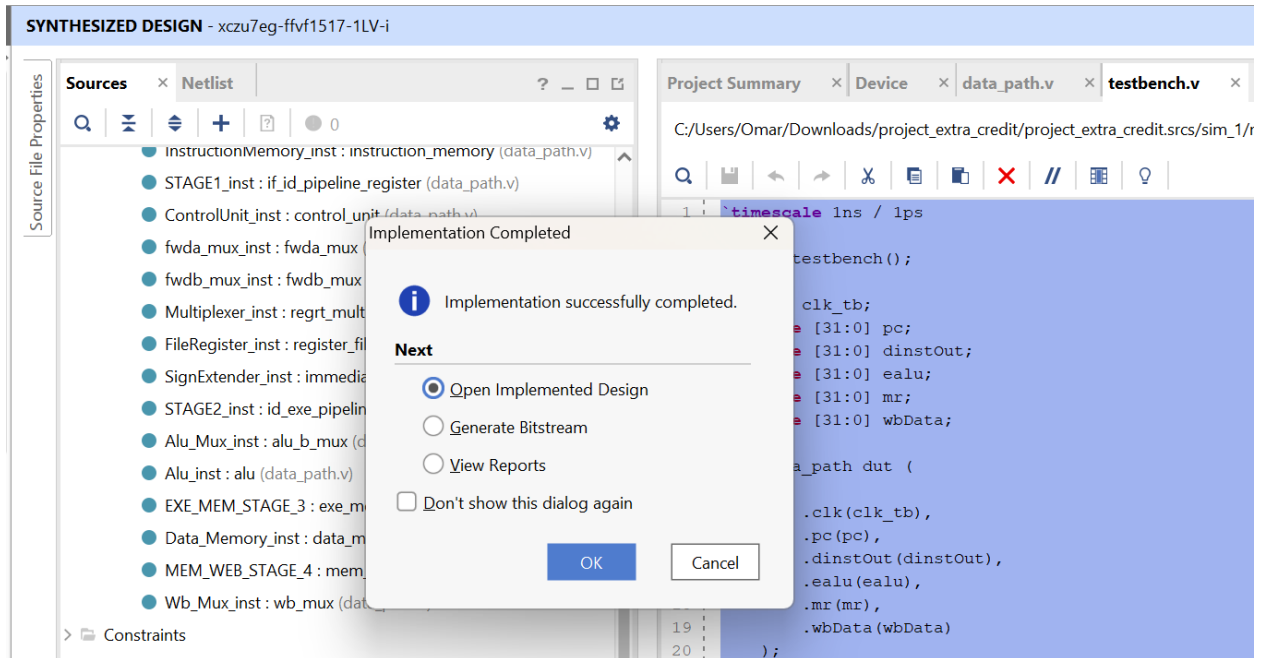 SYNTHESIZED DESIGN - xczu7eg-ffvf1517-1LV-i
Source File Properties
Sources × Netlist ? _
0
InstructionMemory_inst : instruction_memory (data_path.v)
STAGE1_inst : if_id_pipeline_register (data_path.v)
ControlUnit_inst : control_unit (data_path.v)
fwda_mux_inst : fwda_mux (
fwdb_mux_inst : fwdb_mux
Multiplexer_inst : regrt_mult
FileRegister_inst : register_fil
SignExtender_inst : immedia
STAGE2_inst : id_exe_pipelin
Alu_Mux_inst : alu_b_mux (d
Alu_inst : alu (data_path.v)
EXE_MEM_STAGE_3 : exe_m
Data_Memory_inst : data_m
MEM_WEB_STAGE_4 : mem_
Wb_Mux_inst : wb_mux (dat
Constraints
Implementation Completed
Implementation successfully completed.
Next
Open Implemented Design
Generate Bitstream
View Reports
Don't show this dialog again
OK Cancel
Project Summary × Device × data_path.v × testbench.v ×
C:/Users/Omar/Downloads/project_extra_credit/project_extra_credit.srcs/sim_1/r
1 `timescale 1ns / 1ps
testbench();
clk_tb;
e [31:0] pc;
e [31:0] dinstOut;
e [31:0] ealu;
e [31:0] mr;
e [31:0] wbData;
a_path dut (
.clk(clk_tb),
.pc(pc),
.dinstOut(dinstOut),
.ealu(ealu),
.mr(mr),
19 .wbData(wbData)
20 );